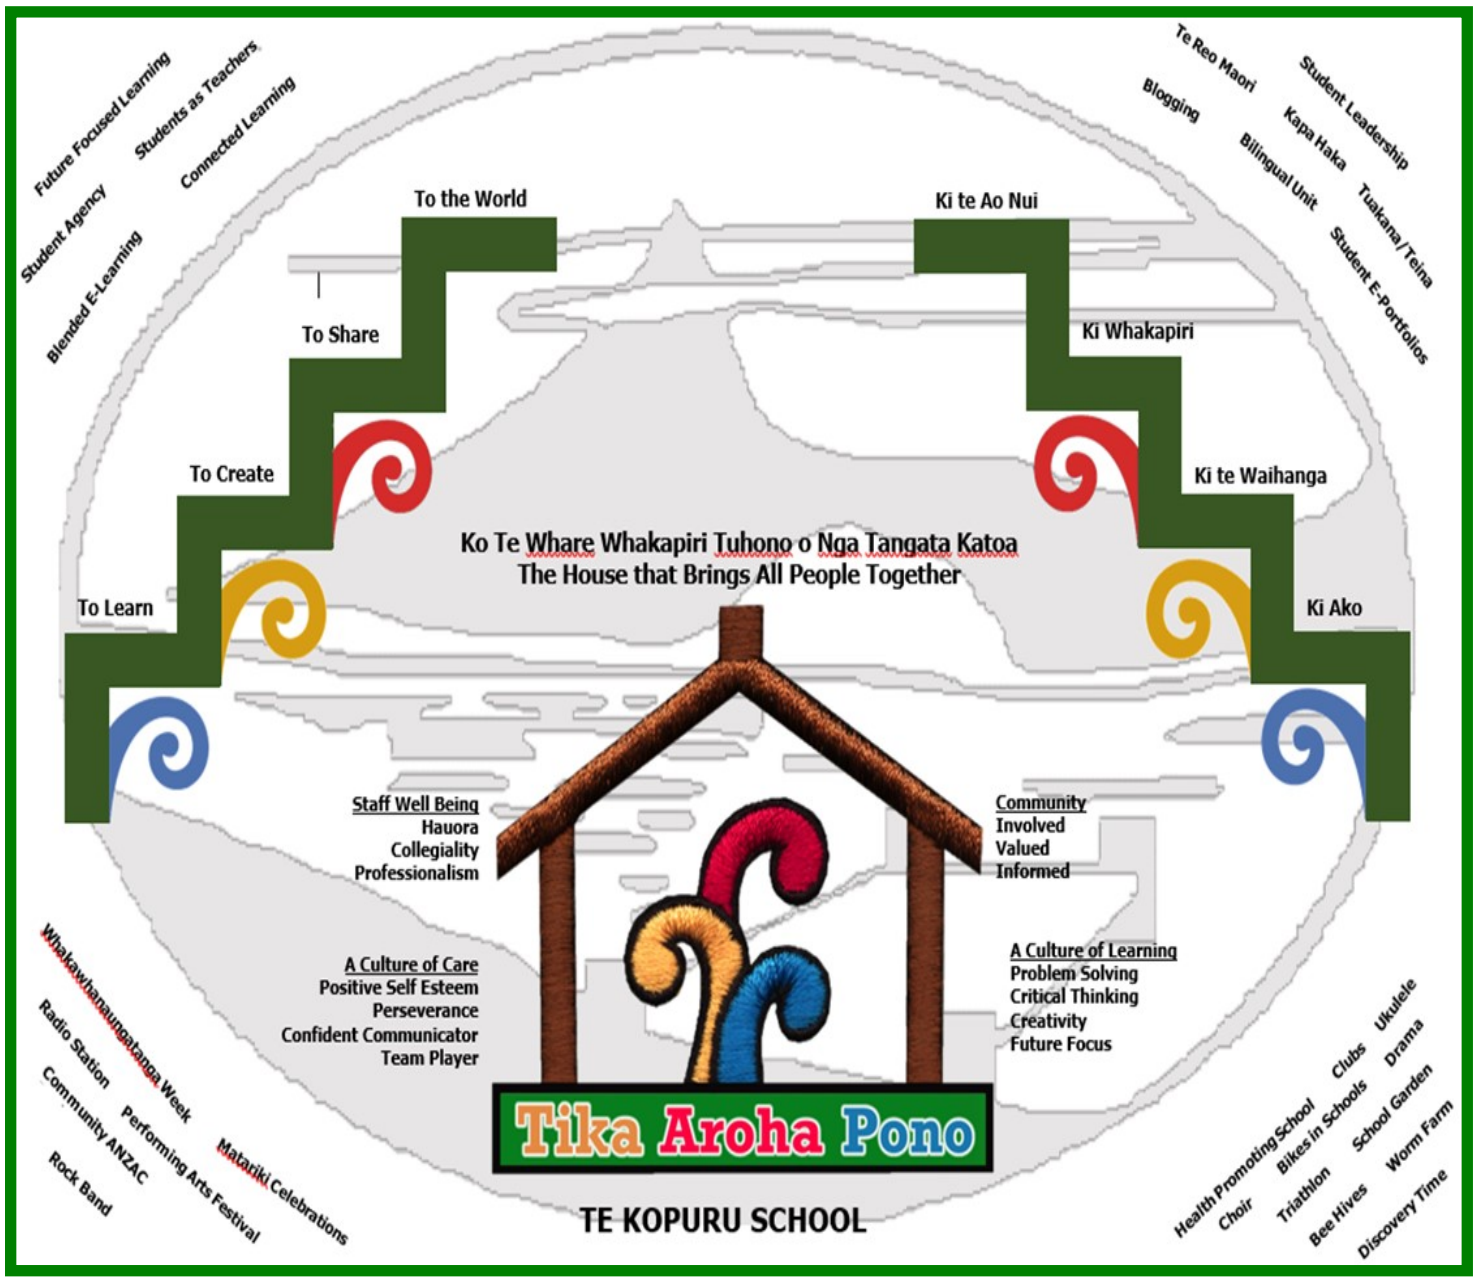 Future Focused Learning
Students as Teachers
Connected Learning
Student Agency
Blended E-Learning
Te Reo Maori
Student Leadership
Blogging
Kapa Haka
Bilingual Unit
Tuakana / Teina
Student E-Portfolios
To the World
Ki te Ao Nui
To Share
Ki Whakapiri
To Create
Ki te Waihanga
To Learn
Ki Ako
Ko Te Whare Whakapiri Tuhono o Nga Tangata Katoa
The House that Brings All People Together
Staff Well Being
Hauora
Collegiality
Professionalism
Community
Involved
Valued
Informed
A Culture of Care
Positive Self Esteem
Perseverance
Confident Communicator
Team Player
A Culture of Learning
Problem Solving
Critical Thinking
Creativity
Future Focus
Whakawhanaungatanga Week
Radio Station
Community ANZAC
Performing Arts Festival
Matariki Celebrations
Rock Band
Ukulele
Clubs
Drama
Health Promoting School
Bikes in Schools
School Garden
Choir
Triathlon
Worm Farm
Bee Hives
Discovery Time
Tika Aroha Pono
TE KOPURU SCHOOL